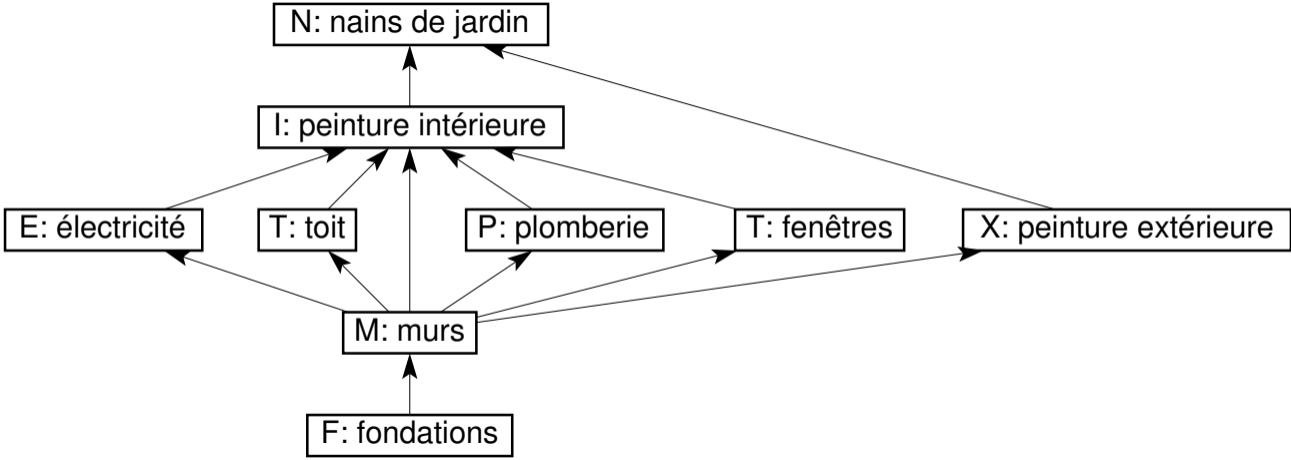 N: nains de jardin
I: peinture intérieure
E: électricité
T: toit
P: plomberie
T: fenêtres
X: peinture extérieure
M: murs
F: fondations